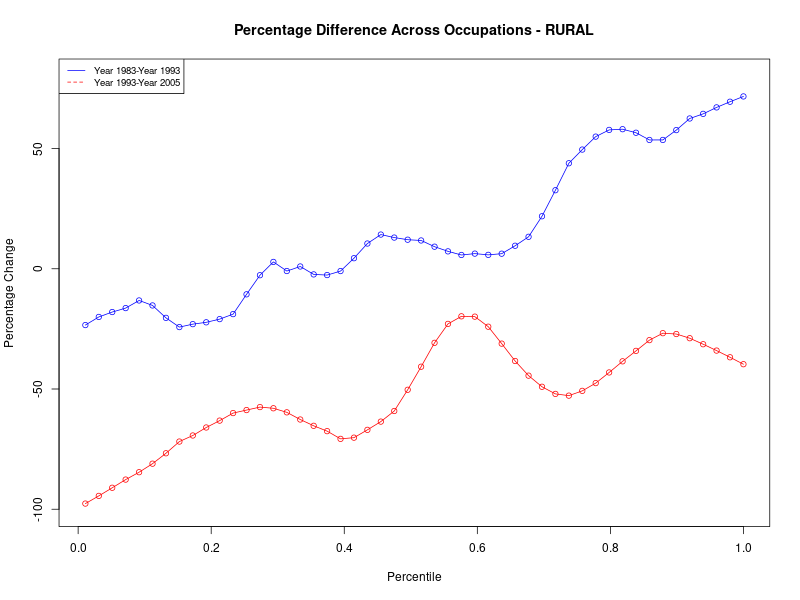 Percentage Difference Across Occupations - RURAL
Year 1983-Year 1993
Year 1993-Year 2005
Percentage Change
50
0
-50
-100
0.0 0.2 0.4 0.6 0.8 1.0
Percentile